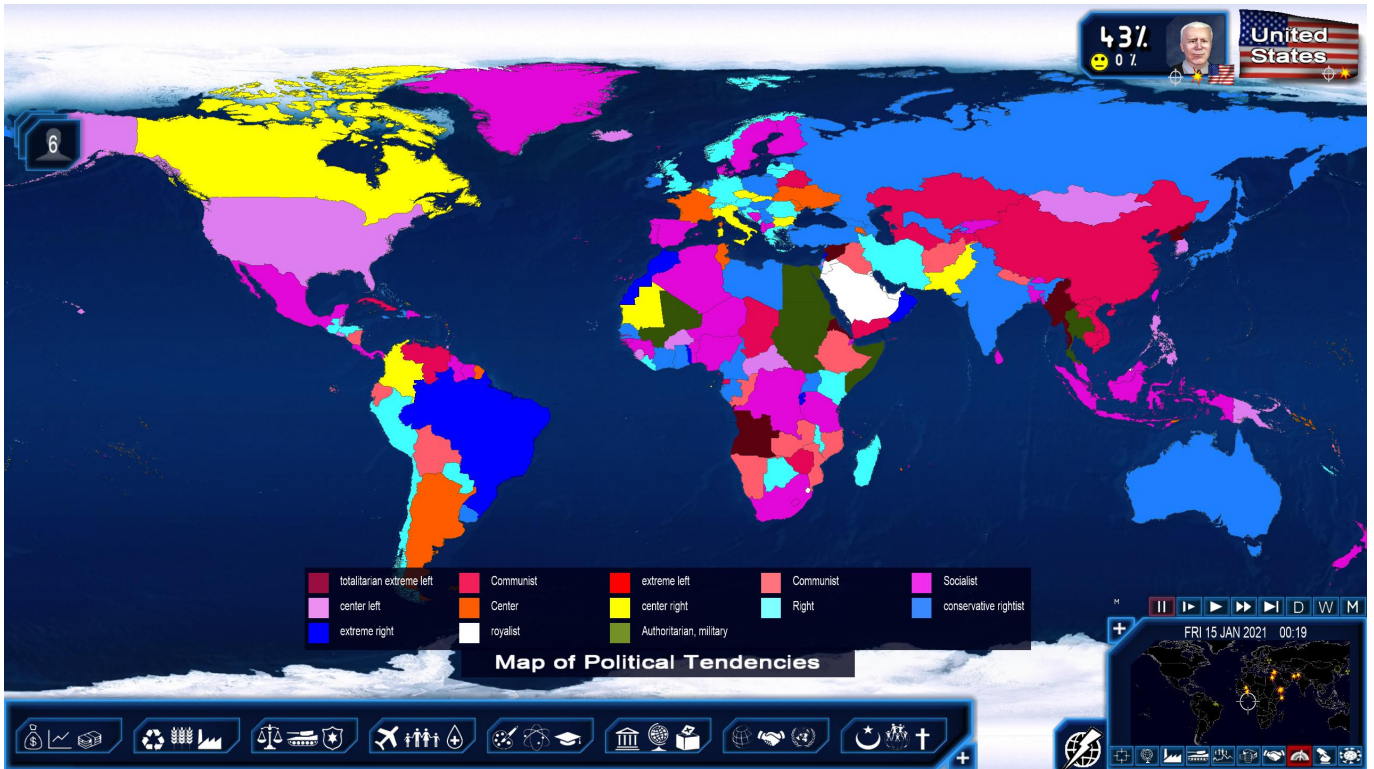 43%
0 %
United
States
6
totalitarian extreme left
Communist
extreme left
Communist
Socialist
center left
Center
center right
Right
conservative rightist
extreme right
royalist
Authoritarian, military
Map of Political Tendencies
M
D W M
+
FRI 15 JAN 2021 00:19
$
+